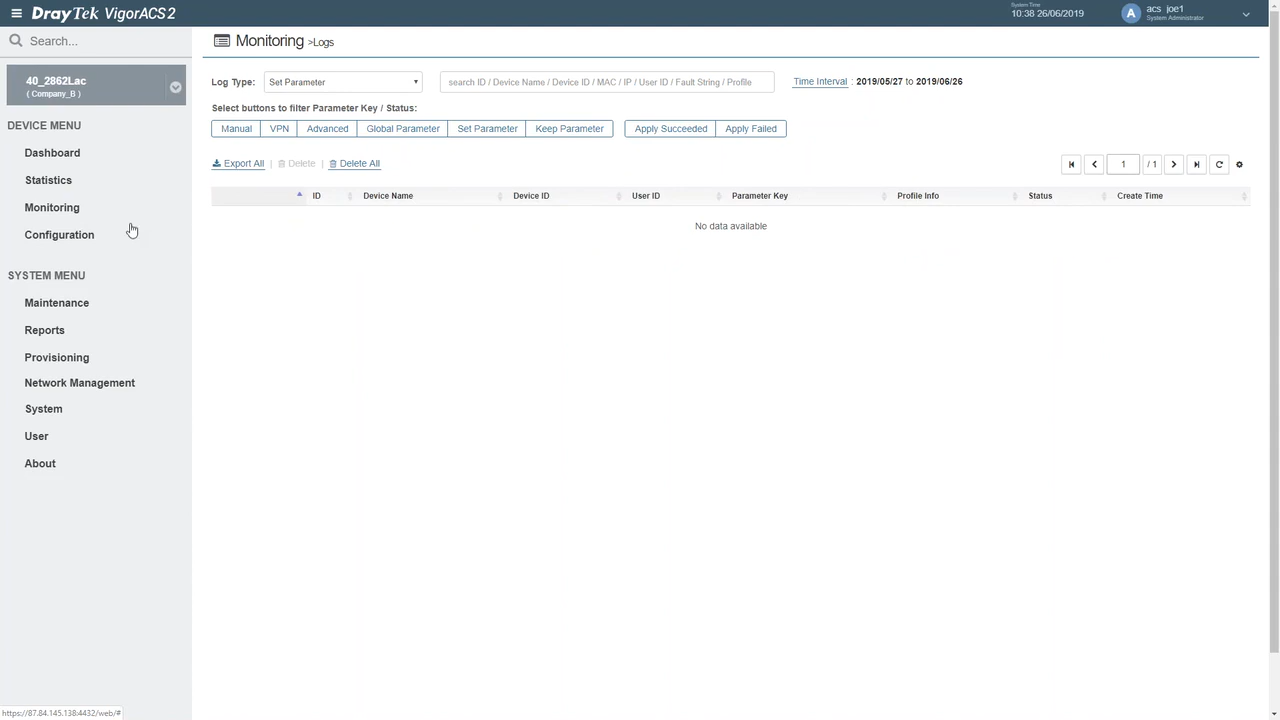 DrayTek VigorACS 2
System Time
10:38 26/06/2019
A
acs_joe1
System Administrator
Search...
40_2862Lac
( Company_B )
DEVICE MENU
Dashboard
Statistics
Monitoring
Configuration
SYSTEM MENU
Maintenance
Reports
Provisioning
Network Management
System
User
About
Monitoring >Logs
Log Type: Set Parameter search ID / Device Name / Device ID / MAC / IP / User ID / Fault String / Profile Time Interval : 2019/05/27 to 2019/06/26
Select buttons to filter Parameter Key / Status:
Manual VPN Advanced Global Parameter Set Parameter Keep Parameter Apply Succeeded Apply Failed
Export All | Delete | Delete All 1 / 1
ID Device Name Device ID User ID Parameter Key Profile Info Status Create Time
No data available
https://87.84.145.138:4432/web/#